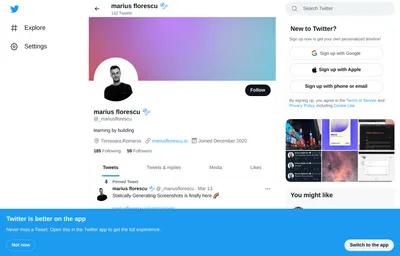 marius florescu
112 Tweets
Search Twitter
Explore
Settings
Follow
marius florescu
@_mariusflorescu
learning by building
Timisoara,Romania mariusflorescu.io Joined December 2020
185 Following 59 Followers
Tweets
Tweets & replies
Media
Likes
Pinned Tweet
marius florescu @_mariusflorescu · Mar 13
Statically Generating Screenshots is finally here
New to Twitter?
Sign up now to get your own personalized timeline!
Sign up with Google
Sign up with Apple
Sign up with phone or email
By signing up, you agree to the Terms of Service and
Privacy Policy, including Cookie Use.
You might like
Twitter is better on the app
Never miss a Tweet. Open this in the Twitter app to get the full experience.
Not now
Switch to the app